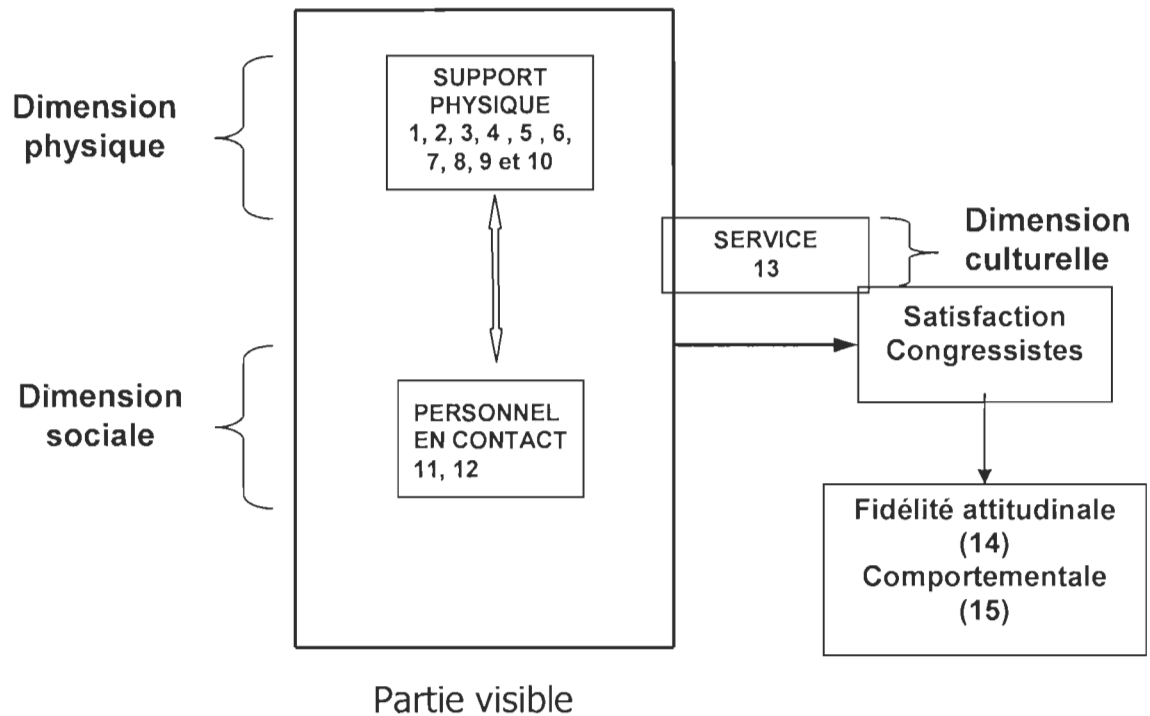 Dimension
physique
SUPPORT
PHYSIQUE
1, 2, 3, 4 , 5 , 6,
7, 8, 9 et 10
SERVICE
13
Dimension
culturelle
Satisfaction
Congressistes
Dimension
sociale
PERSONNEL
EN CONTACT
11, 12
Fidélité attitudinale
(14)
Comportementale
(15)
Partie visible